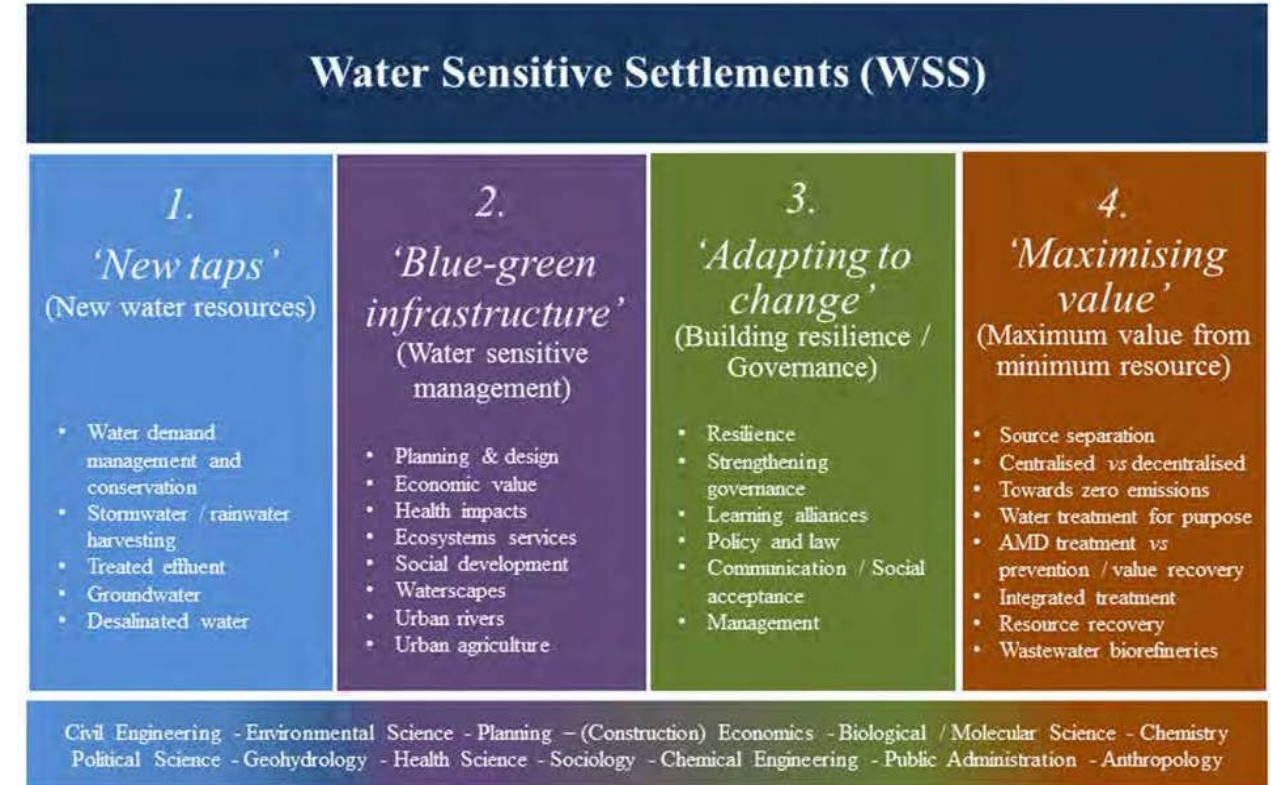 Water Sensitive Settlements (WSS)
1.
‘New taps’
(New water resources)
• Water demand
management and
conservation
• Stormwater / rainwater
harvesting
• Treated effluent
• Groundwater
• Desalinated water
2.
‘Blue-green
infrastructure’
(Water sensitive
management)
• Planning & design
• Economic value
• Health impacts
• Ecosystems services
• Social development
• Waterscapes
• Urban rivers
• Urban agriculture
3.
‘Adapting to
change’
(Building resilience /
Governance)
• Resilience
• Strengthening
governance
• Learning alliances
• Policy and law
• Communication / Social
acceptance
• Management
4.
‘Maximising
value’
(Maximum value from
minimum resource)
• Source separation
• Centralised vs decentralised
• Towards zero emissions
• Water treatment for purpose
• AMD treatment vs
prevention / value recovery
• Integrated treatment
• Resource recovery
• Wastewater biorefineries
Civil Engineering - Environmental Science - Planning – (Construction) Economics - Biological / Molecular Science - Chemistry
Political Science - Geohydrology - Health Science - Sociology - Chemical Engineering - Public Administration - Anthropology